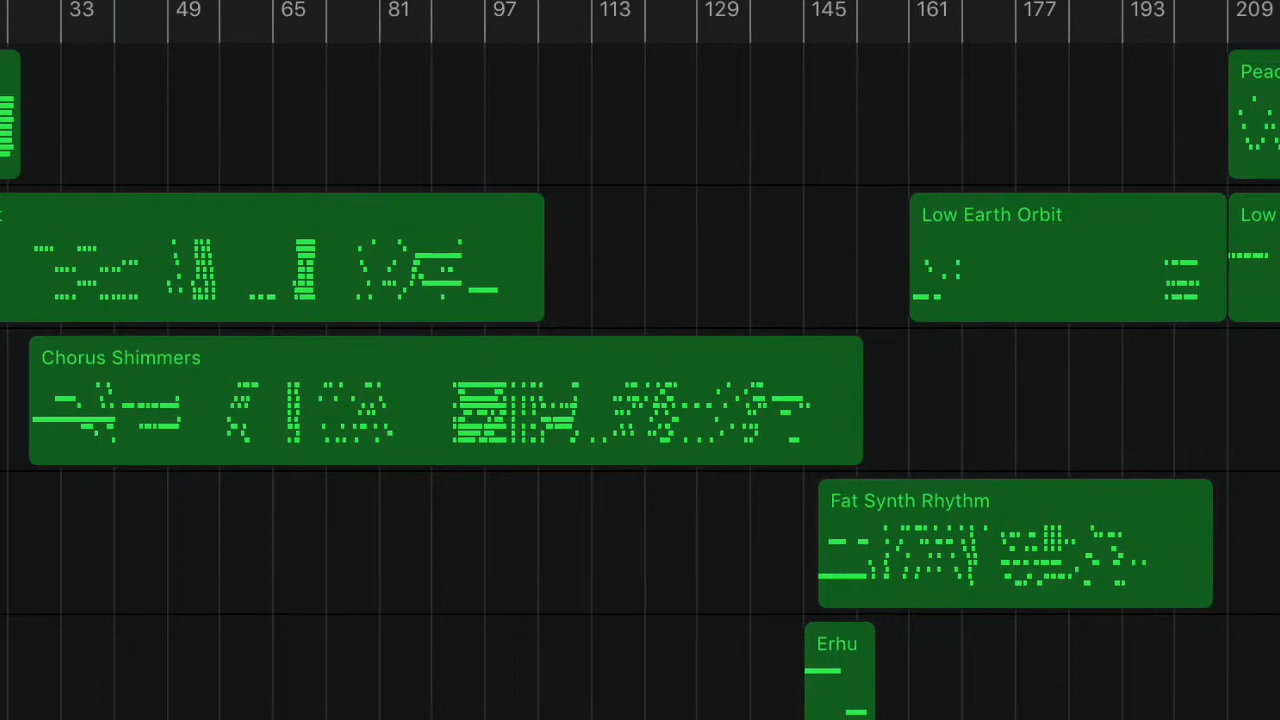 33 49 65 81 97 113 129 145 161 177 193 209
Low Earth Orbit
Low
Chorus Shimmers
Fat Synth Rhythm
Erhu